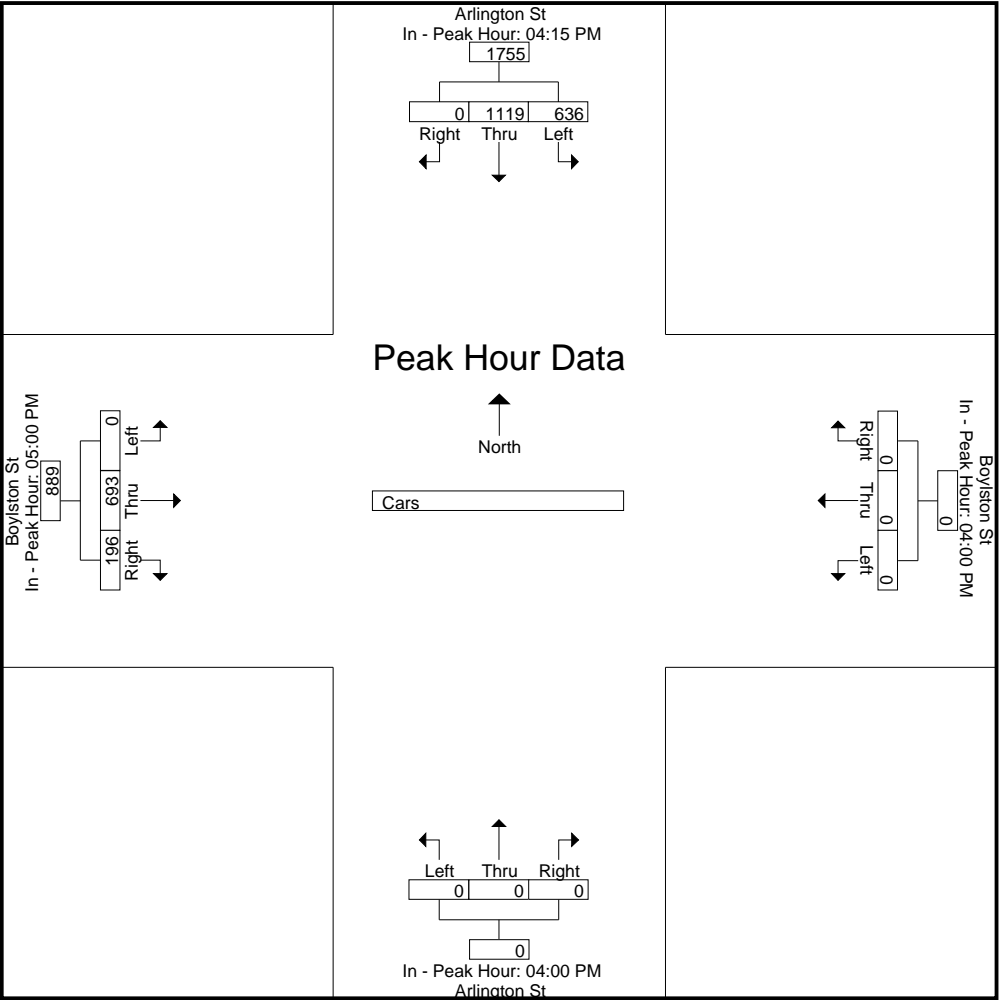 Arlington St
In - Peak Hour: 04:15 PM
1755
0 1119 636
Right Thru Left
Peak Hour Data
North
Cars
Boylston St
In - Peak Hour: 05:00 PM
889
0 693 196
Left Thru Right
Boylston St
In - Peak Hour: 04:00 PM
0
0 0 0
Right Thru Left
Left Thru Right
0 0 0
0
In - Peak Hour: 04:00 PM
Arlington St